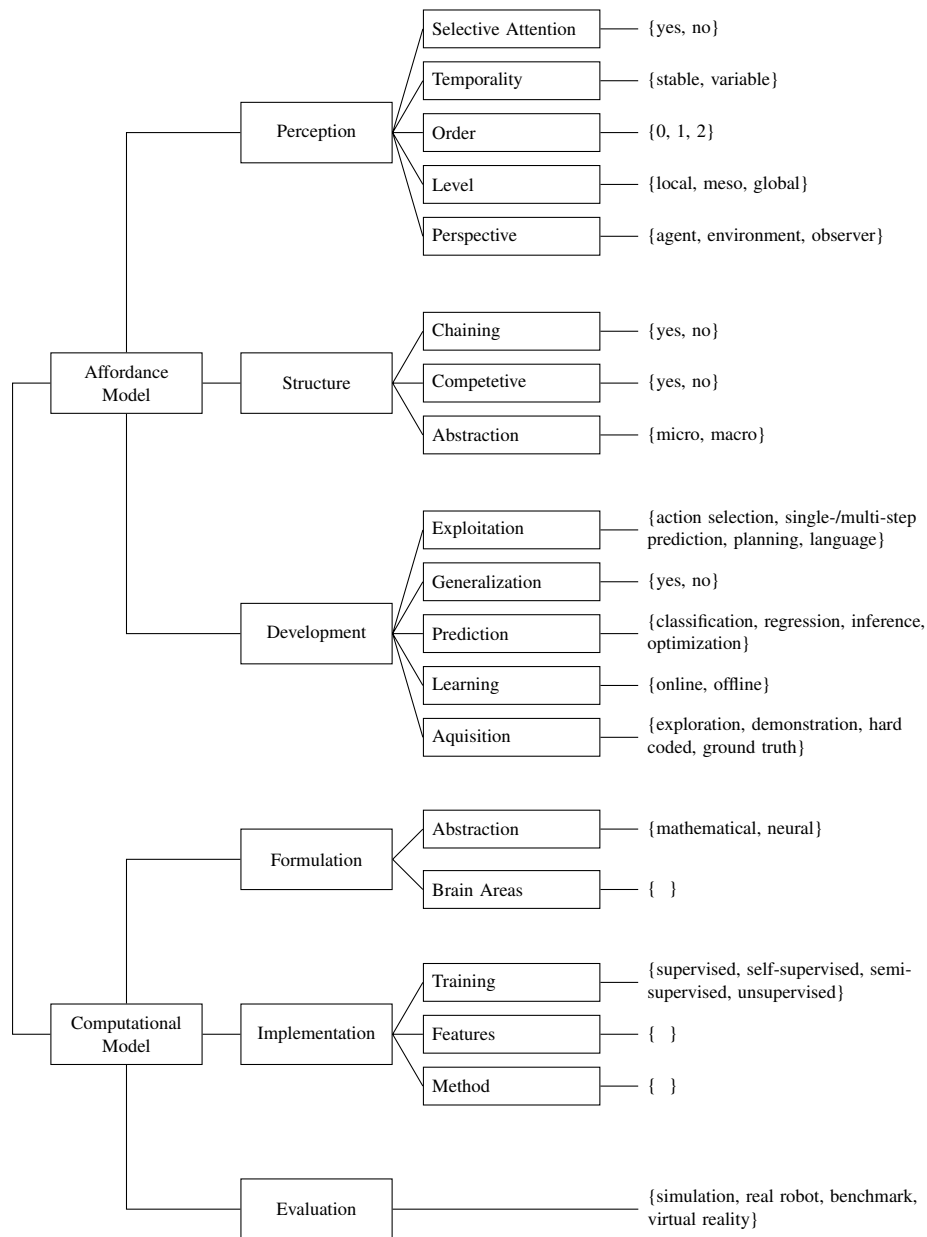 Selective Attention
{yes, no}
Temporality
{stable, variable}
Perception
Order
{0, 1, 2}
Level
{local, meso, global}
Perspective
{agent, environment, observer}
Chaining
{yes, no}
Affordance
Model
Structure
Competetive
{yes, no}
Abstraction
{micro, macro}
Exploitation
{action selection, single-/multi-step
prediction, planning, language}
Generalization
{yes, no}
Development
Prediction
{classification, regression, inference,
optimization}
Learning
{online, offline}
Aquisition
{exploration, demonstration, hard
coded, ground truth}
Formulation
Abstraction
{mathematical, neural}
Brain Areas
{ }
Training
{supervised, self-supervised, semi-
supervised, unsupervised}
Computational
Model
Implementation
Features
{ }
Method
{ }
Evaluation
{simulation, real robot, benchmark,
virtual reality}